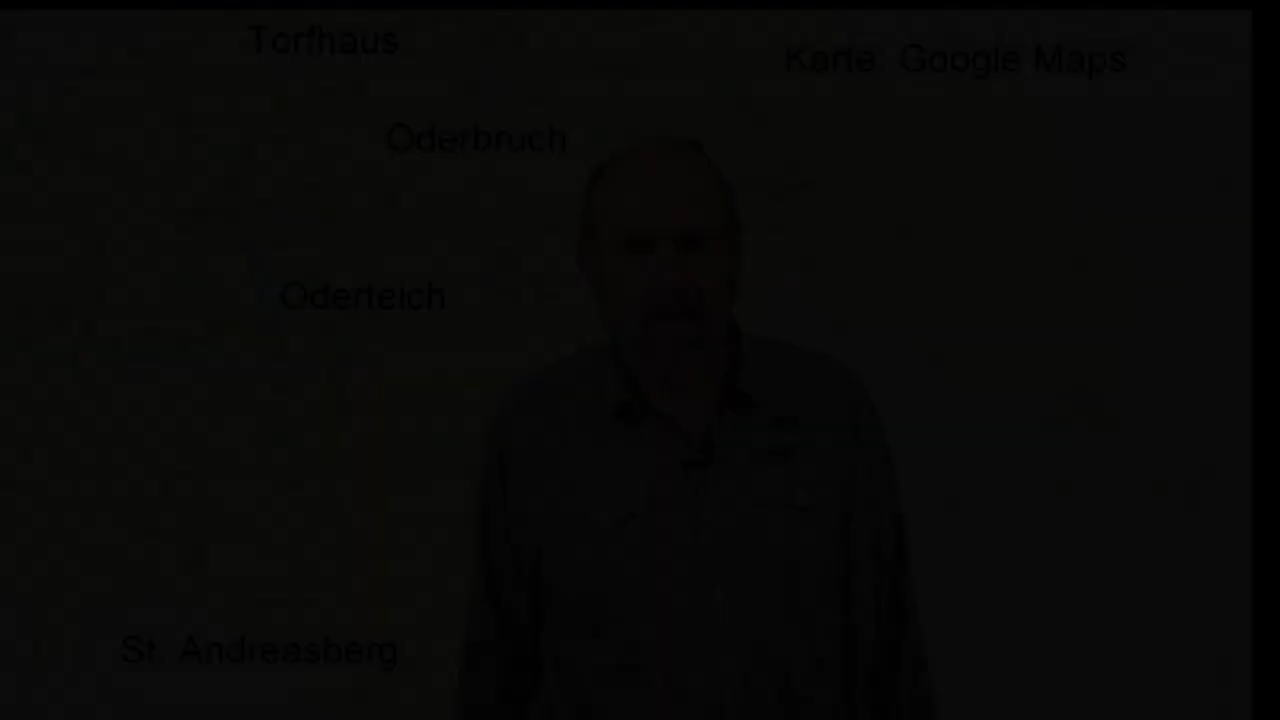 Torfhaus
Karte: Google Maps
Oderbruch
Oderteich
St. Andreasberg